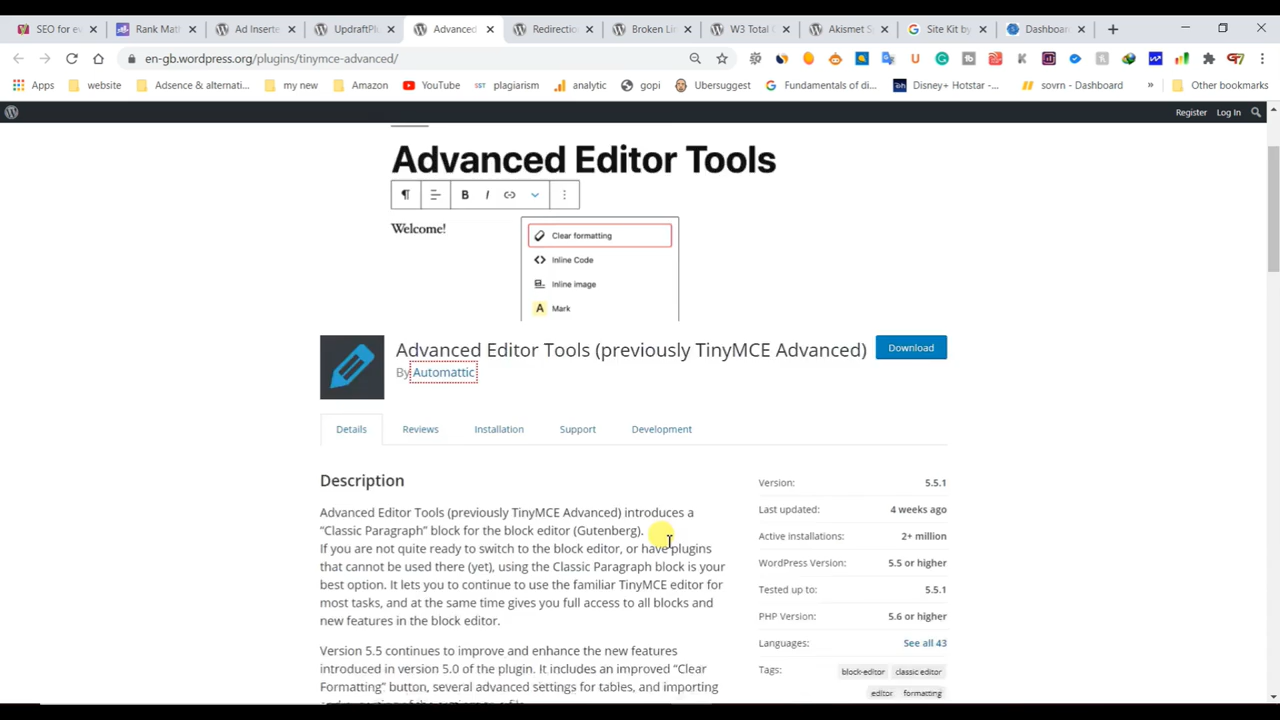 SEO for e
Rank Math
Ad Inserte
UpdraftPl
Advanced
Redirectio
Broken Li
W3 Total C
Akismet S
Site Kit by
Dashboar
en-gb.wordpress.org/plugins/tinymce-advanced/
Apps
website
Adsence & alternati...
my new
Amazon
YouTube
plagiarism
analytic
gopi
Ubersuggest
Fundamentals of di...
Disney+ Hotstar -...
sovrn - Dashboard
»
Other bookmarks
Register
Log In
Advanced Editor Tools
B I
Welcome!
Clear formatting
Inline Code
Inline image
A Mark
Advanced Editor Tools (previously TinyMCE Advanced)
Download
By Automattic
Details
Reviews
Installation
Support
Development
Description
Advanced Editor Tools (previously TinyMCE Advanced) introduces a
“Classic Paragraph” block for the block editor (Gutenberg).
If you are not quite ready to switch to the block editor, or have plugins
that cannot be used there (yet), using the Classic Paragraph block is your
best option. It lets you to continue to use the familiar TinyMCE editor for
most tasks, and at the same time gives you full access to all blocks and
new features in the block editor.
Version 5.5 continues to improve and enhance the new features
introduced in version 5.0 of the plugin. It includes an improved “Clear
Formatting” button, several advanced settings for tables, and importing
Version: 5.5.1
Last updated: 4 weeks ago
Active installations: 2+ million
WordPress Version: 5.5 or higher
Tested up to: 5.5.1
PHP Version: 5.6 or higher
Languages: See all 43
Tags: block-editor classic editor
editor formatting